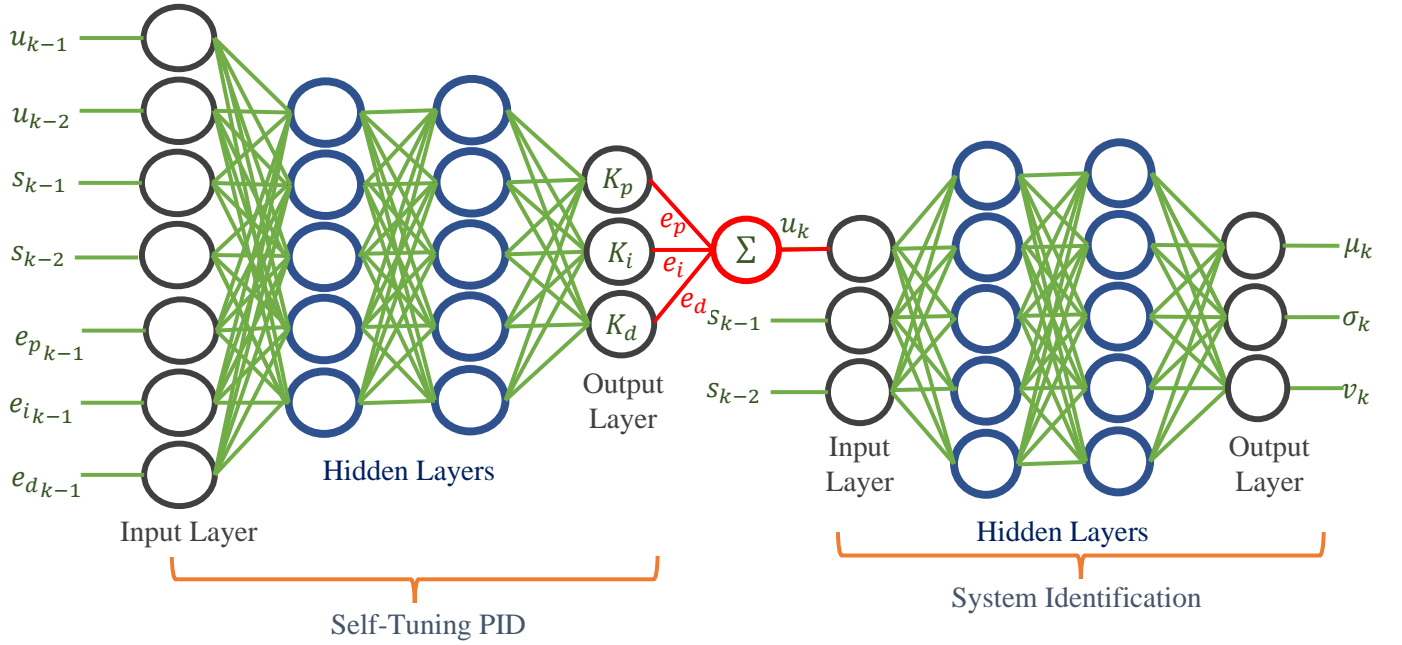 u_{k−1}
u_{k−2}
s_{k−1}
s_{k−2}
e_{p_{k−1}}
e_{i_{k−1}}
e_{d_{k−1}}
Input Layer
Hidden Layers
K_p
K_i
K_d
Output
Layer
e_p
e_i
e_d
Σ
u_k
s_{k−1}
s_{k−2}
Input
Layer
Hidden Layers
μ_k
σ_k
v_k
Output
Layer
Self-Tuning PID
System Identification